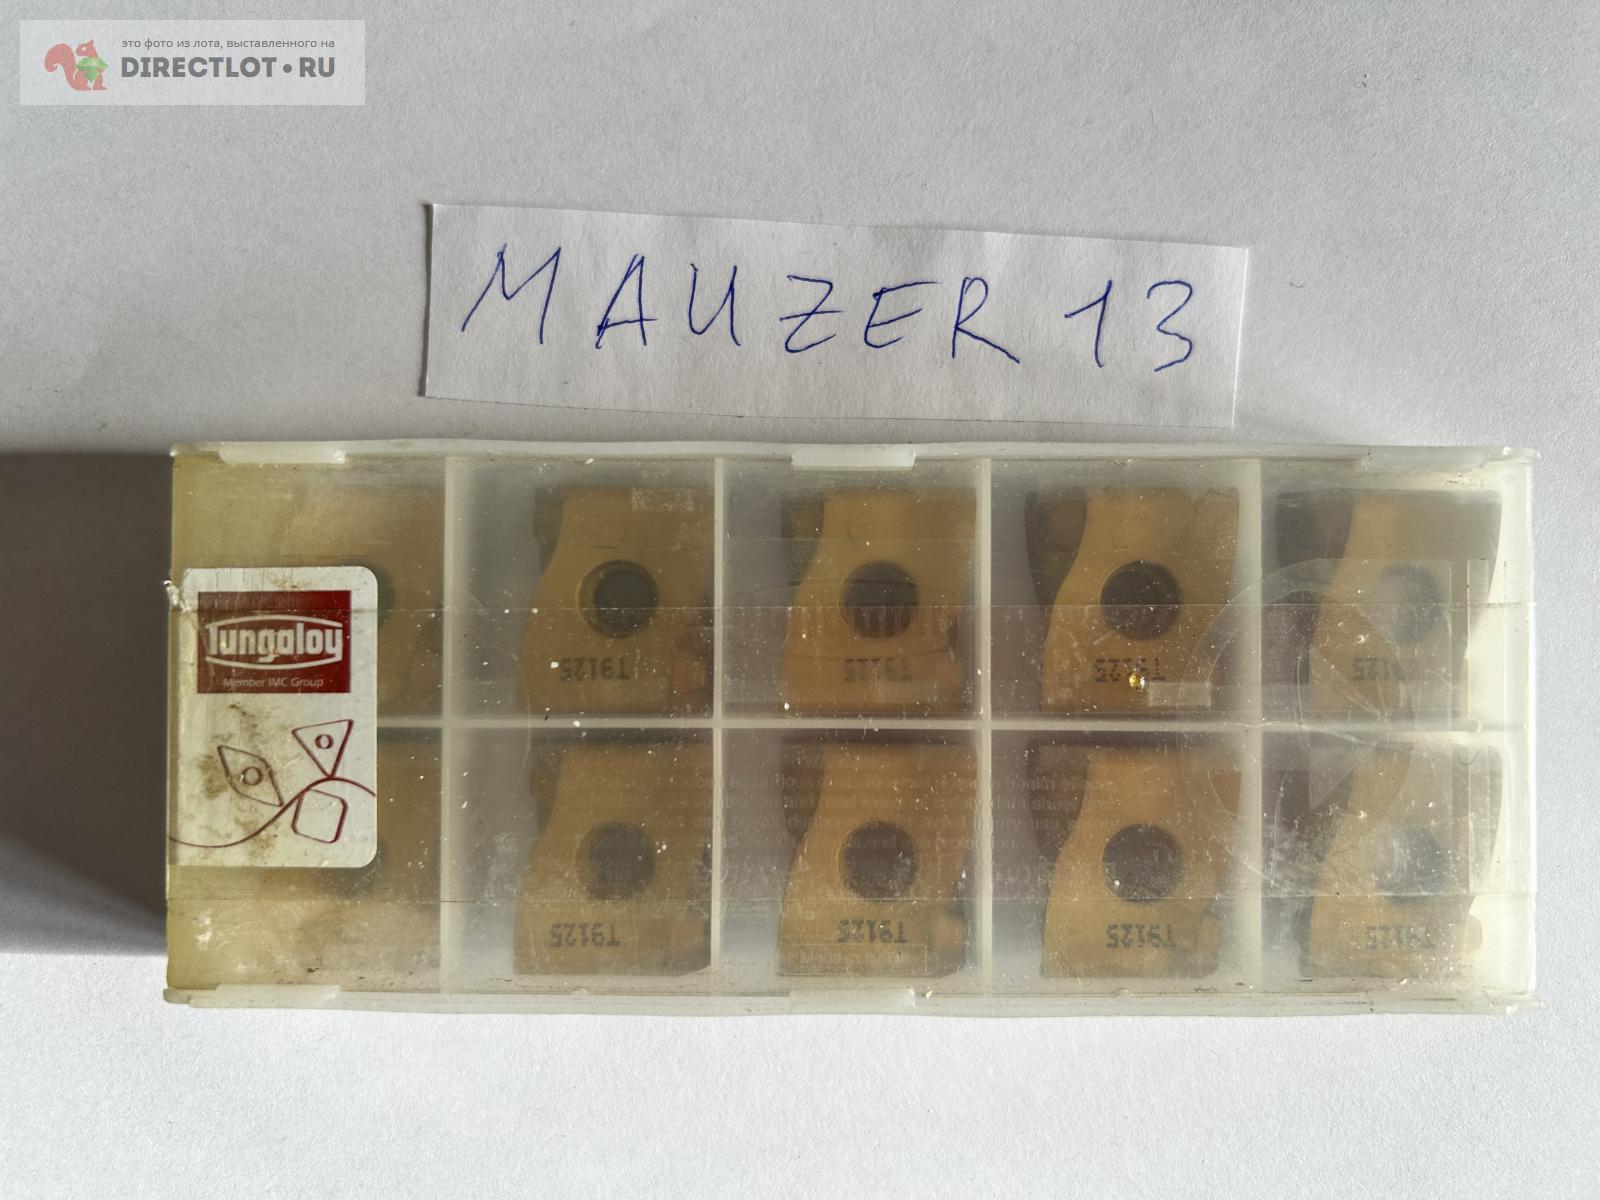 это фото из лота, выставленного на
DIRECTLOT.RU
MAUZER 13
Tungaloy
Member IMC Group
T9125
T9125
T9125
T9125
T9125
T9125
T9125
T9125